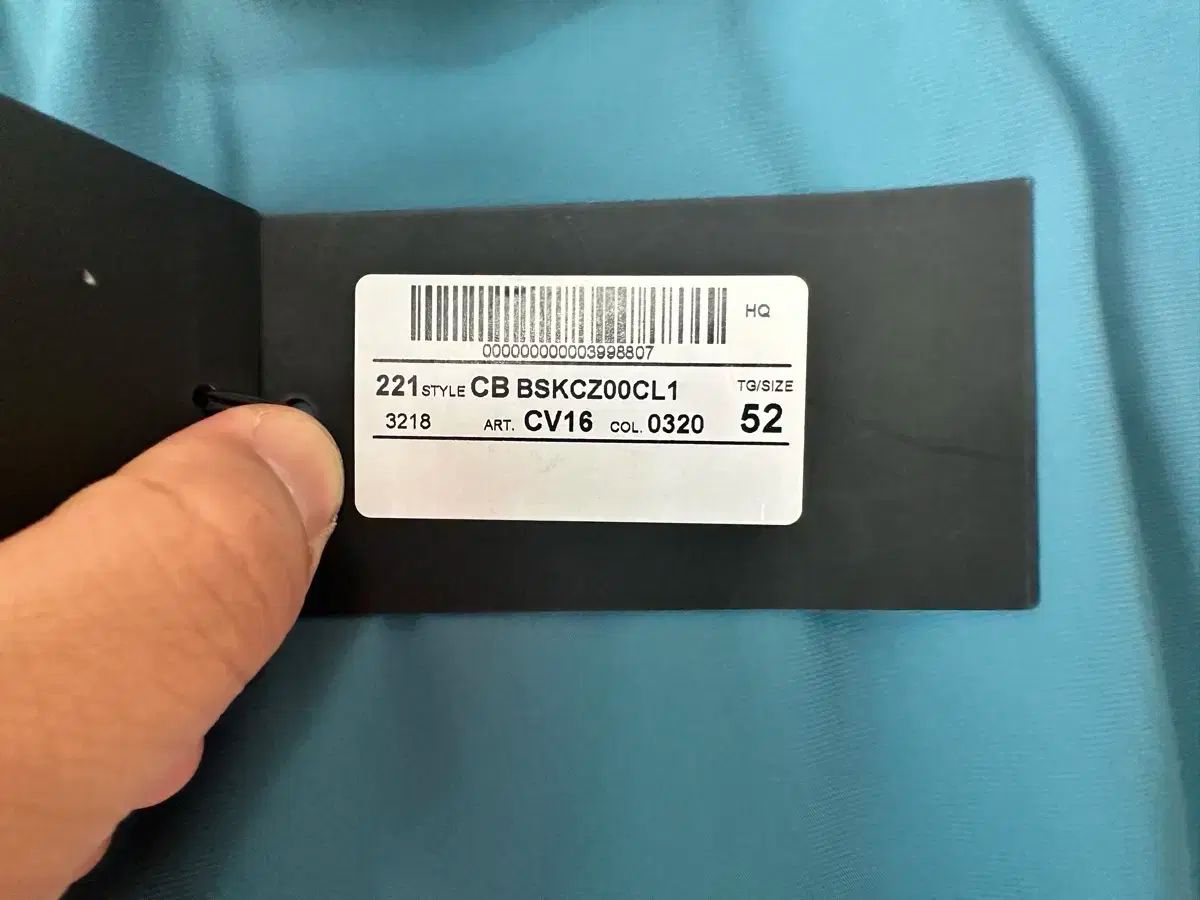 HQ
000000000003998807
221 STYLE CB BSKCZ00CL1 TG/SIZE
3218 ART. CV16 COL. 0320 52